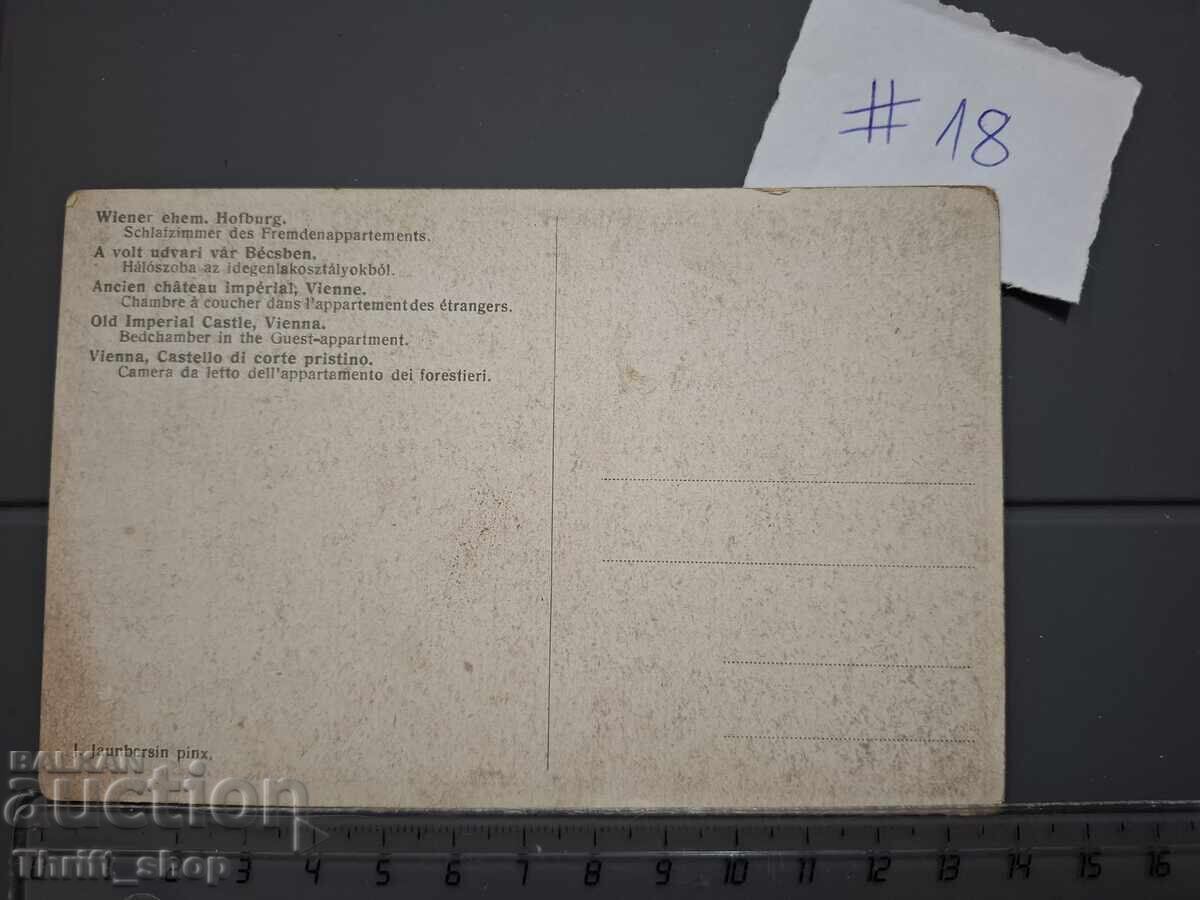 # 18
Wiener ehem. Hofburg.
Schlafzimmer des Fremdenappartements.
A volt udvari vár Bécsben.
Hálószoba az idegenlakosztályokból.
Ancien château impérial, Vienne.
Chambre à coucher dans l'appartement des étrangers.
Old Imperial Castle, Vienna.
Bedchamber in the Guest-appartment.
Vienna, Castello di corte pristino.
Camera da letto dell'appartamento dei forestieri.
pinx.
BALKAN
auction
Thrift_shop
1 2 3 4 5 6 7 8 9 10 11 12 13 14 15 16